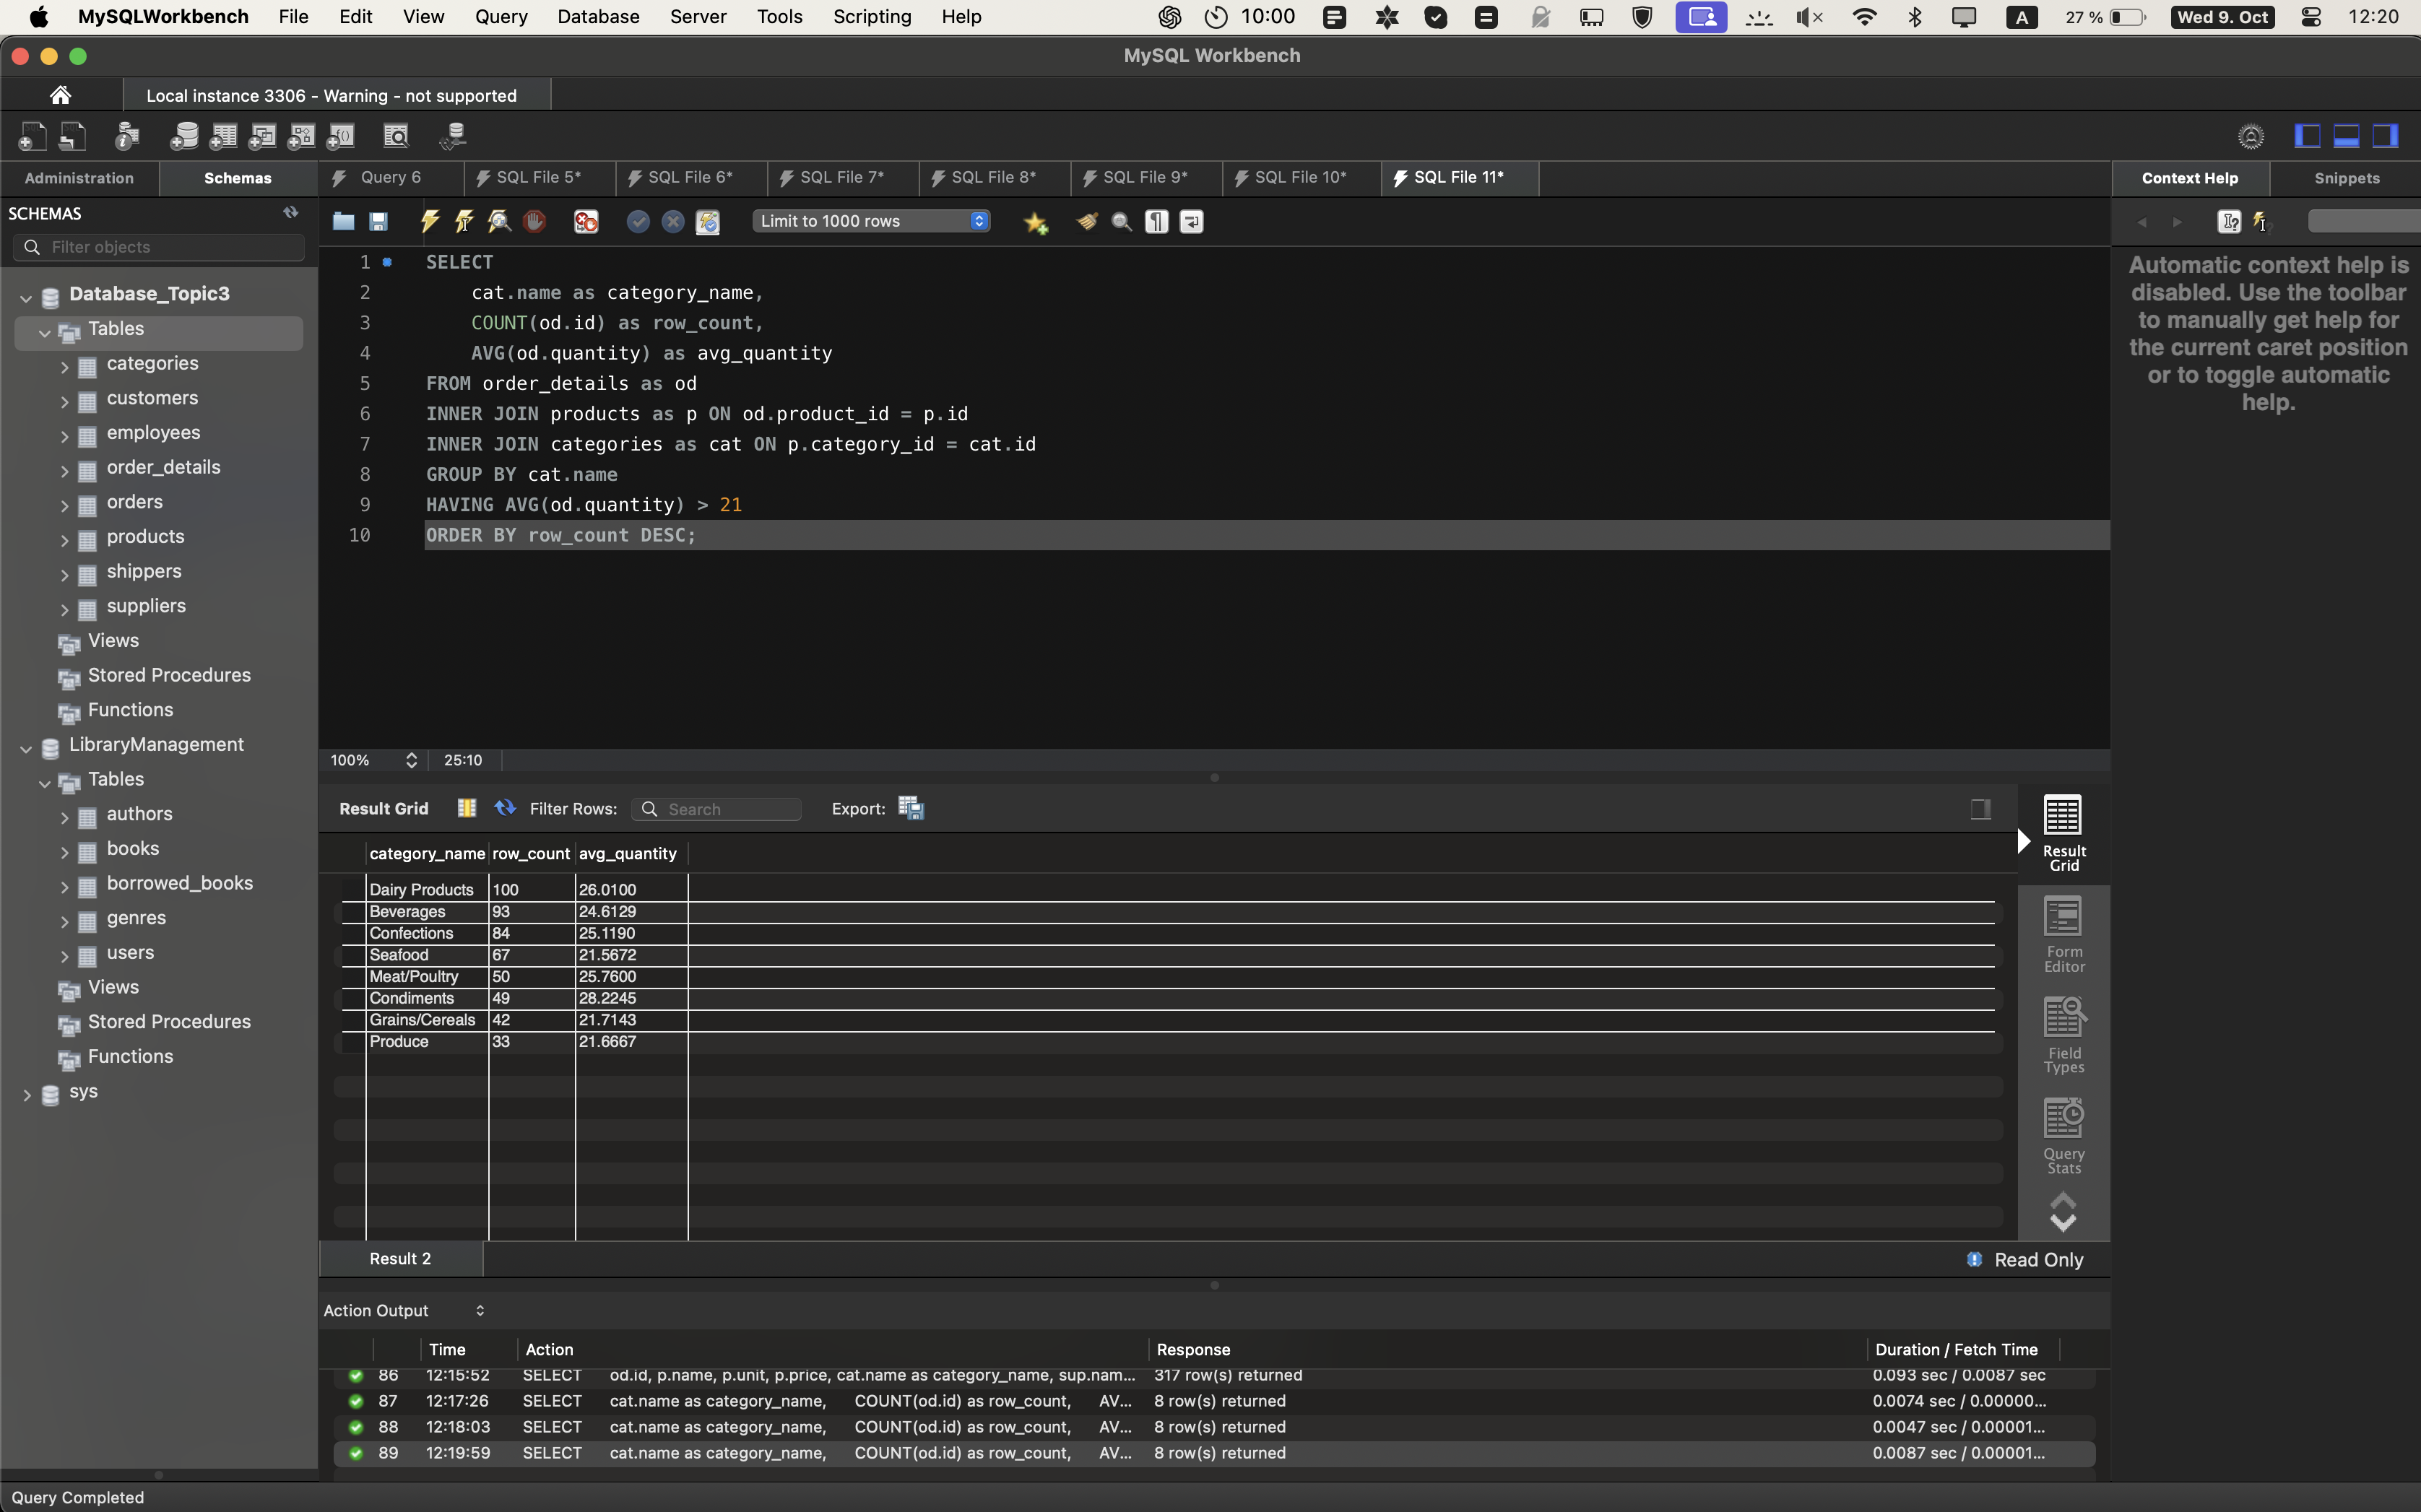 MySQLWorkbench File Edit View Query Database Server Tools Scripting Help 10:00 A 27 % Wed 9. Oct 12:20
MySQL Workbench
Local instance 3306 - Warning - not supported
Administration Schemas Query 6 SQL File 5* SQL File 6* SQL File 7* SQL File 8* SQL File 9* SQL File 10* SQL File 11* Context Help Snippets
SCHEMAS
Filter objects
Database_Topic3
Tables
categories
customers
employees
order_details
orders
products
shippers
suppliers
Views
Stored Procedures
Functions
LibraryManagement
Tables
authors
books
borrowed_books
genres
users
Views
Stored Procedures
Functions
sys
Limit to 1000 rows
1 SELECT
2 cat.name as category_name,
3 COUNT(od.id) as row_count,
4 AVG(od.quantity) as avg_quantity
5 FROM order_details as od
6 INNER JOIN products as p ON od.product_id = p.id
7 INNER JOIN categories as cat ON p.category_id = cat.id
8 GROUP BY cat.name
9 HAVING AVG(od.quantity) > 21
10 ORDER BY row_count DESC;
100% 25:10
Automatic context help is
disabled. Use the toolbar
to manually get help for
the current caret position
or to toggle automatic
help.
Result Grid Filter Rows: Search Export:
category_name row_count avg_quantity
Dairy Products 100 26.0100
Beverages 93 24.6129
Confections 84 25.1190
Seafood 67 21.5672
Meat/Poultry 50 25.7600
Condiments 49 28.2245
Grains/Cereals 42 21.7143
Produce 33 21.6667
Result
Grid
Form
Editor
Field
Types
Query
Stats
Result 2 Read Only
Action Output
Time Action Response Duration / Fetch Time
86 12:15:52 SELECT od.id, p.name, p.unit, p.price, cat.name as category_name, sup.nam... 317 row(s) returned 0.093 sec / 0.0087 sec
87 12:17:26 SELECT cat.name as category_name, COUNT(od.id) as row_count, AV... 8 row(s) returned 0.0074 sec / 0.00000...
88 12:18:03 SELECT cat.name as category_name, COUNT(od.id) as row_count, AV... 8 row(s) returned 0.0047 sec / 0.00001...
89 12:19:59 SELECT cat.name as category_name, COUNT(od.id) as row_count, AV... 8 row(s) returned 0.0087 sec / 0.00001...
Query Completed